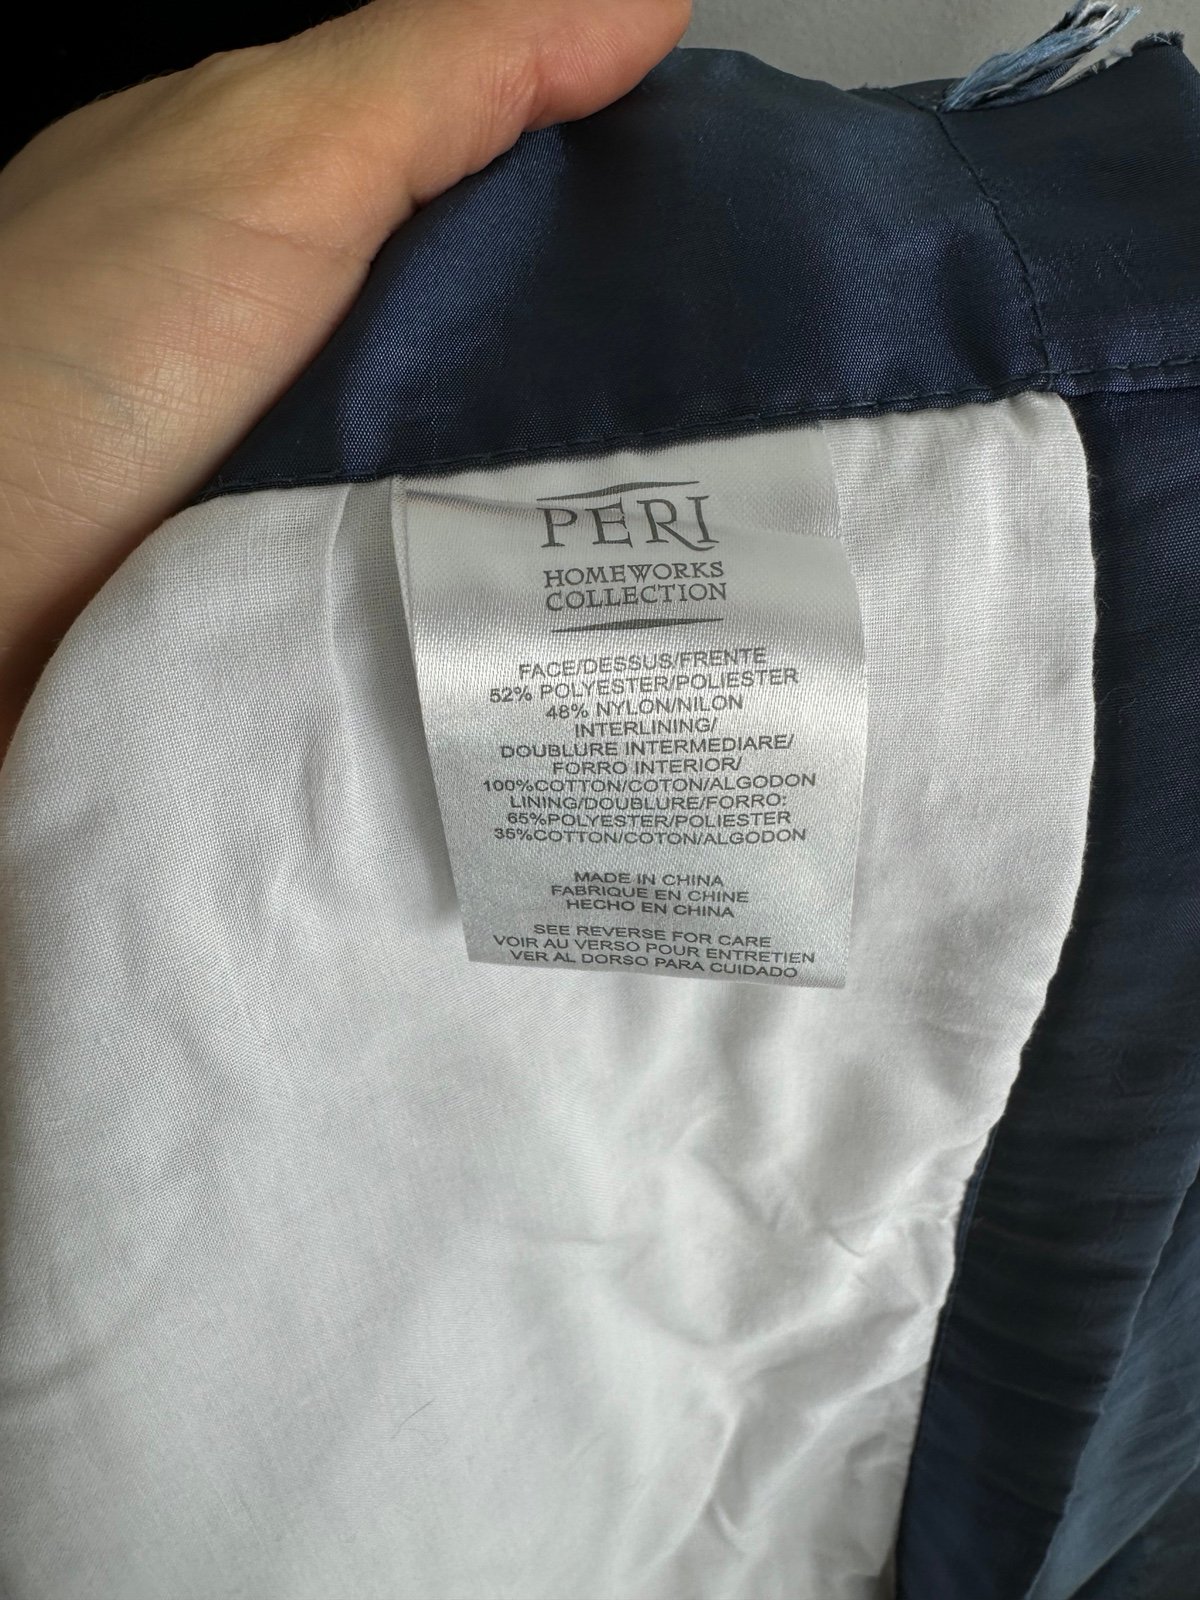 PERI
HOMEWORKS
COLLECTION
FACE/DESSUS/FRENTE
52% POLYESTER/POLIESTER
48% NYLON/NILON
INTERLINING/
DOUBLURE INTERMEDIARE/
FORRO INTERIOR/
100%COTTON/COTON/ALGODON
LINING/DOUBLURE/FORRO:
65%POLYESTER/POLIESTER
35%COTTON/COTON/ALGODON
MADE IN CHINA
FABRIQUE EN CHINE
HECHO EN CHINA
SEE REVERSE FOR CARE
VOIR AU VERSO POUR ENTRETIEN
VER AL DORSO PARA CUIDADO